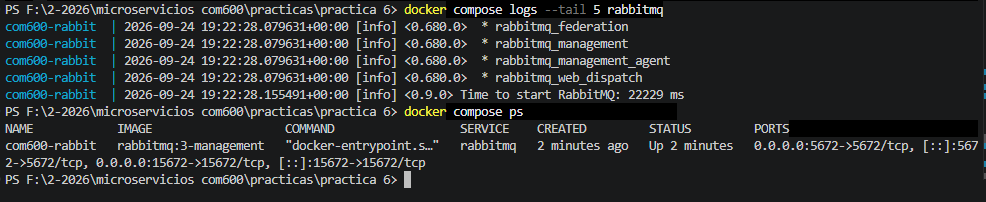 PS F:\2-2026\microservicios com600\practicas\practica 6> docker compose logs --tail 5 rabbitmq
com600-rabbit  | 2026-09-24 19:22:28.079631+00:00 [info] <0.680.0>  * rabbitmq_federation
com600-rabbit  | 2026-09-24 19:22:28.079631+00:00 [info] <0.680.0>  * rabbitmq_management
com600-rabbit  | 2026-09-24 19:22:28.079631+00:00 [info] <0.680.0>  * rabbitmq_management_agent
com600-rabbit  | 2026-09-24 19:22:28.079631+00:00 [info] <0.680.0>  * rabbitmq_web_dispatch
com600-rabbit  | 2026-09-24 19:22:28.155491+00:00 [info] <0.9.0> Time to start RabbitMQ: 22229 ms
PS F:\2-2026\microservicios com600\practicas\practica 6> docker compose ps
NAME            IMAGE                   COMMAND                  SERVICE    CREATED         STATUS         PORTS
com600-rabbit   rabbitmq:3-management   "docker-entrypoint.s…"   rabbitmq   2 minutes ago   Up 2 minutes   0.0.0.0:5672->5672/tcp, [::]:567
2->5672/tcp, 0.0.0.0:15672->15672/tcp, [::]:15672->15672/tcp
PS F:\2-2026\microservicios com600\practicas\practica 6>